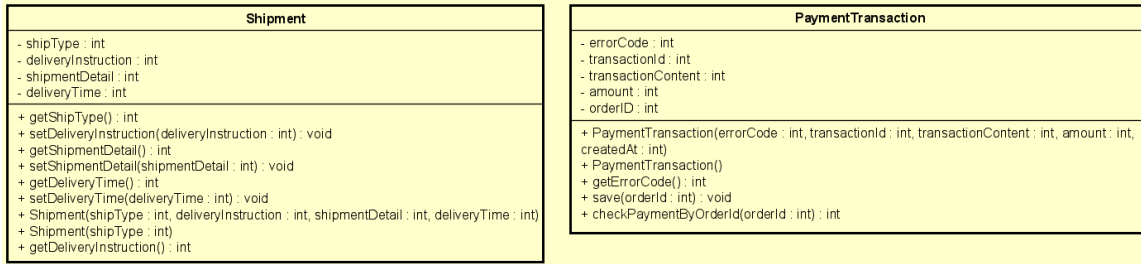 Shipment
- shipType : int
- deliveryInstruction : int
- shipmentDetail : int
- deliveryTime : int
+ getShipType() : int
+ setDeliveryInstruction(deliveryInstruction : int) : void
+ getShipmentDetail() : int
+ setShipmentDetail(shipmentDetail : int) : void
+ getDeliveryTime() : int
+ setDeliveryTime(deliveryTime : int) : void
+ Shipment(shipType : int, deliveryInstruction : int, shipmentDetail : int, deliveryTime : int)
+ Shipment(shipType : int)
+ getDeliveryInstruction() : int
PaymentTransaction
- errorCode : int
- transactionId : int
- transactionContent : int
- amount : int
- orderID : int
+ PaymentTransaction(errorCode : int, transactionId : int, transactionContent : int, amount : int,
createdAt : int)
+ PaymentTransaction()
+ getErrorCode() : int
+ save(orderId : int) : void
+ checkPaymentByOrderId(orderId : int) : int